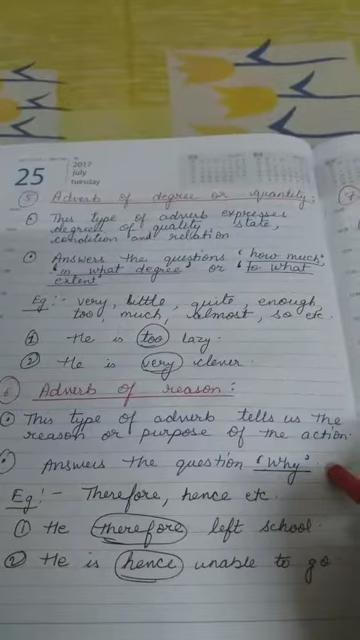 25
2017
July
tuesday
⑤ Adverb of degree or quantity:
This type of adverb expresses
degree of quality, state,
condition and relation
Answers the questions 'how much'
'in what degree' or 'to what
extent'
Eg:- very, little, quite, enough,
too, much, almost, so etc.
① He is too lazy.
② He is very clever.
⑥ Adverb of reason:
This type of adverb tells us the
reason or purpose of the action.
Answers the question 'Why'
Eg:- Therefore, hence etc.
① He therefore left school.
② He is hence unable to go
7